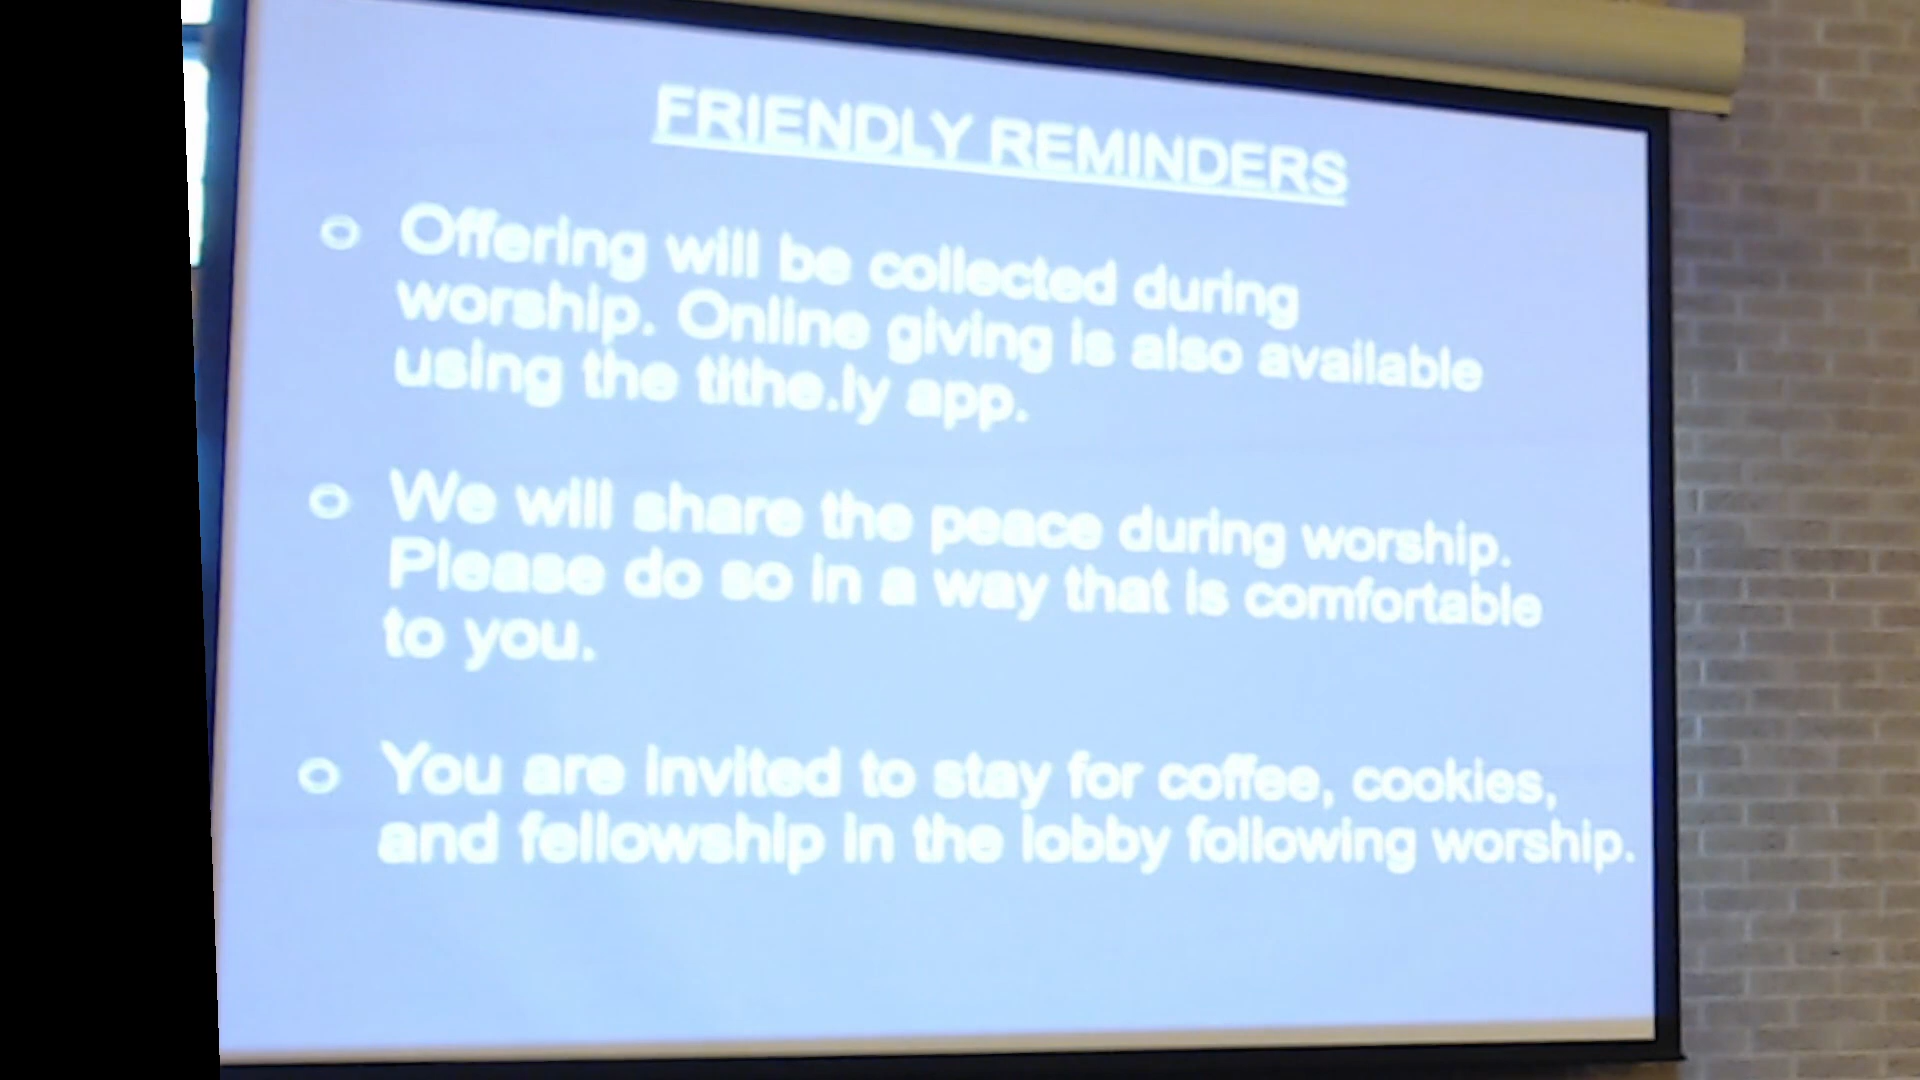 FRIENDLY REMINDERS
o Offering will be collected during
worship. Online giving is also available
using the tithe.ly app.
o We will share the peace during worship.
Please do so in a way that is comfortable
to you.
o You are invited to stay for coffee, cookies,
and fellowship in the lobby following worship.